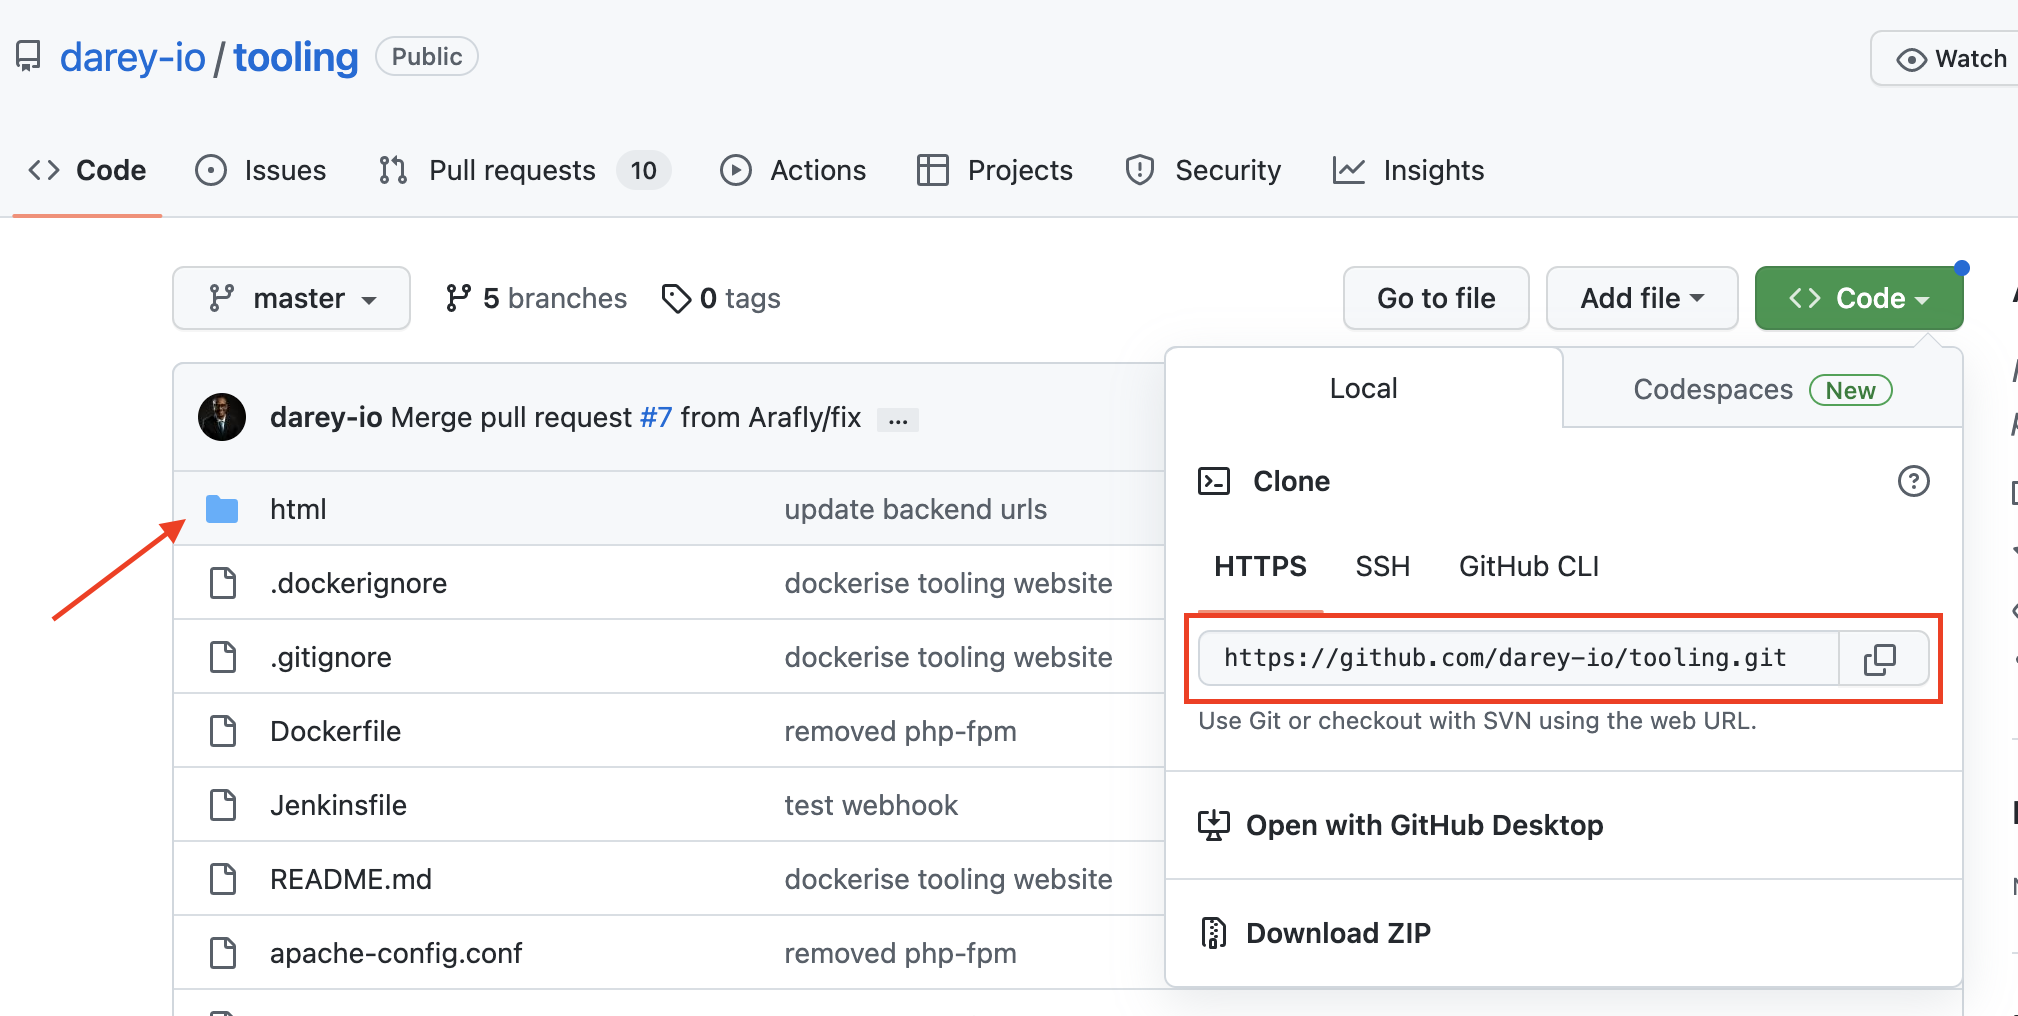 darey-io / tooling Public
Watch
Code Issues Pull requests 10 Actions Projects Security Insights
master 5 branches 0 tags Go to file Add file Code
darey-io Merge pull request #7 from Arafly/fix ...
html update backend urls
.dockerignore dockerise tooling website
.gitignore dockerise tooling website
Dockerfile removed php-fpm
Jenkinsfile test webhook
README.md dockerise tooling website
apache-config.conf removed php-fpm
Local Codespaces New
Clone
HTTPS SSH GitHub CLI
https://github.com/darey-io/tooling.git
Use Git or checkout with SVN using the web URL.
Open with GitHub Desktop
Download ZIP